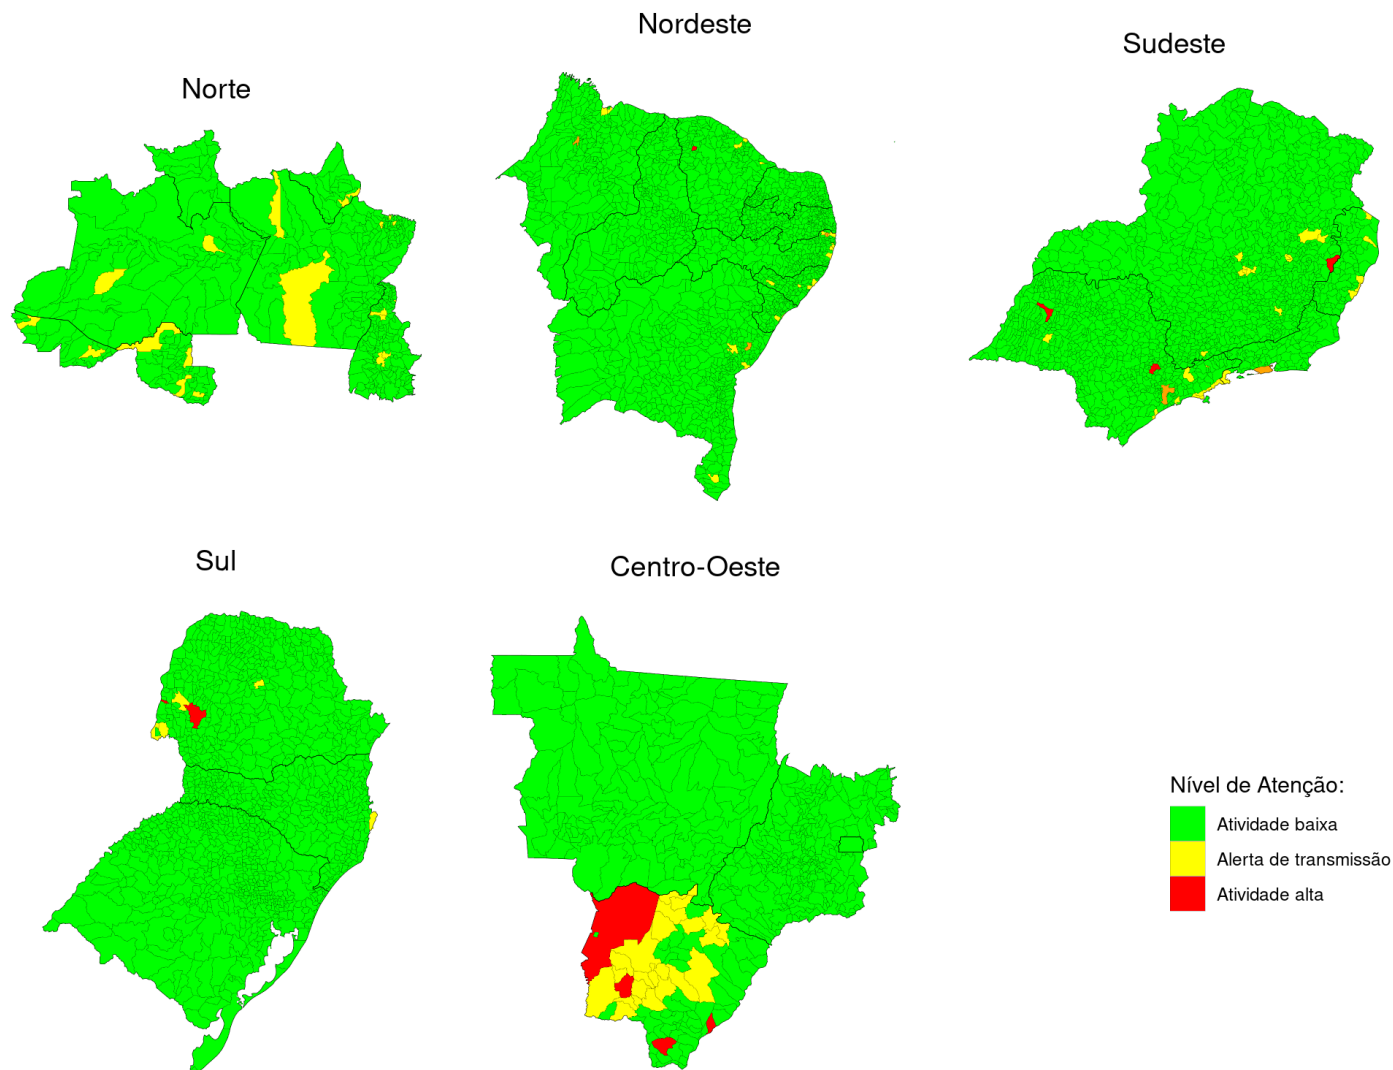 Nordeste
Sudeste
Norte
Sul
Centro-Oeste
Nível de Atenção:
Atividade baixa
Alerta de transmissão
Atividade alta